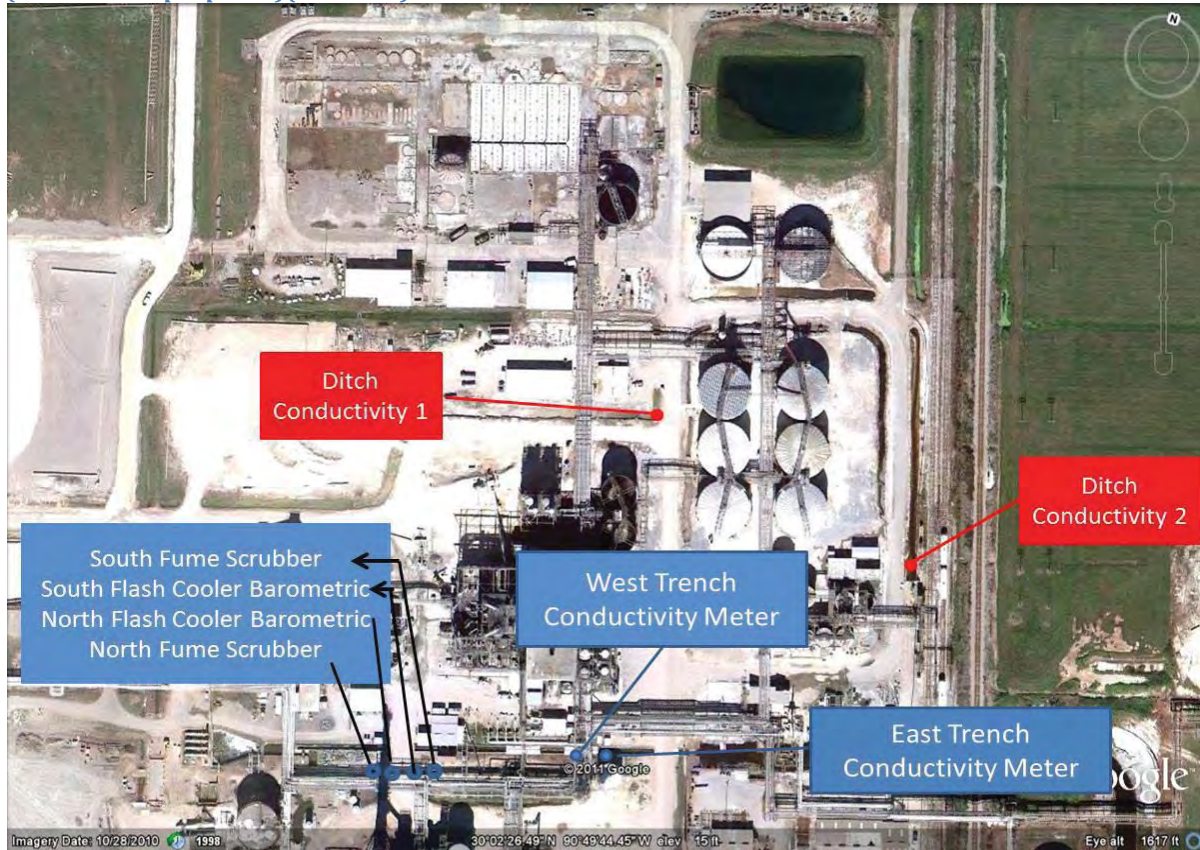 N
Ditch
Conductivity 1
Ditch
Conductivity 2
South Fume Scrubber
South Flash Cooler Barometric
North Flash Cooler Barometric
North Fume Scrubber
West Trench
Conductivity Meter
East Trench
Conductivity Meter
© 2011 Google
oogle
Imagery Date: 10/28/2010 1998 30°02'26.49" N 90°49'44.45" W elev 15 ft Eye alt 1617 ft